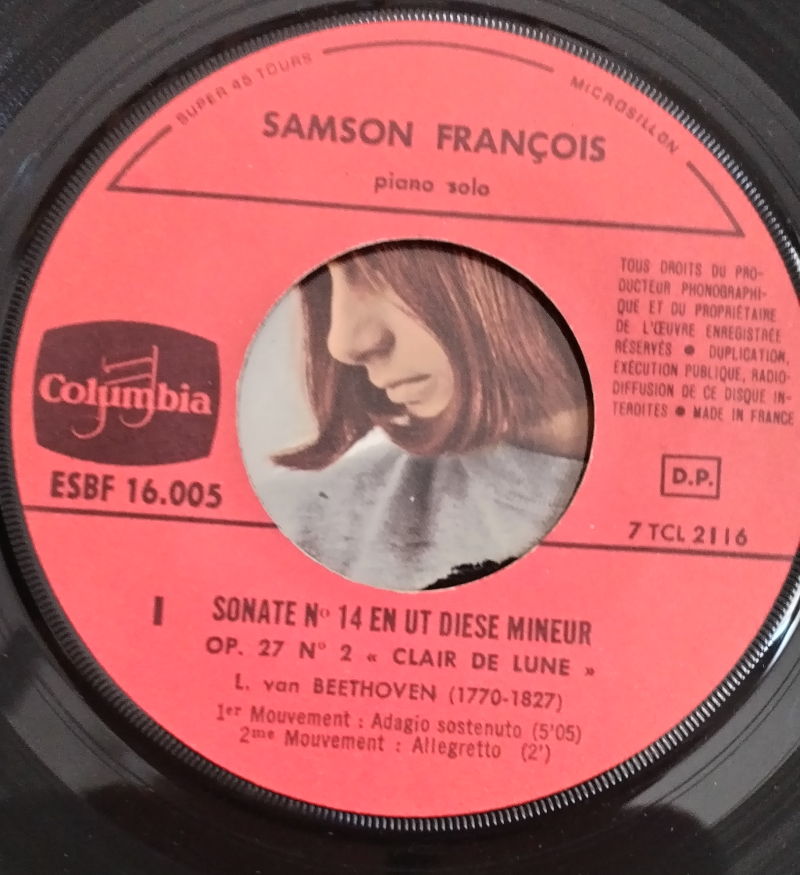 SUPER 45 TOURS
MICROSILLON
SAMSON FRANÇOIS
piano solo
TOUS DROITS DU PRO-
DUCTEUR PHONOGRAPHI-
QUE ET DU PROPRIÉTAIRE
DE L'ŒUVRE ENREGISTRÉE
RÉSERVÉS ● DUPLICATION,
EXÉCUTION PUBLIQUE, RADIO-
DIFFUSION DE CE DISQUE IN-
TERDITES ● MADE IN FRANCE
Columbia
ESBF 16.005
D.P.
7 TCL 2116
I SONATE No 14 EN UT DIESE MINEUR
OP. 27 N° 2 « CLAIR DE LUNE »
L. van BEETHOVEN (1770-1827)
1er Mouvement : Adagio sostenuto (5'05)
2me Mouvement : Allegretto (2')